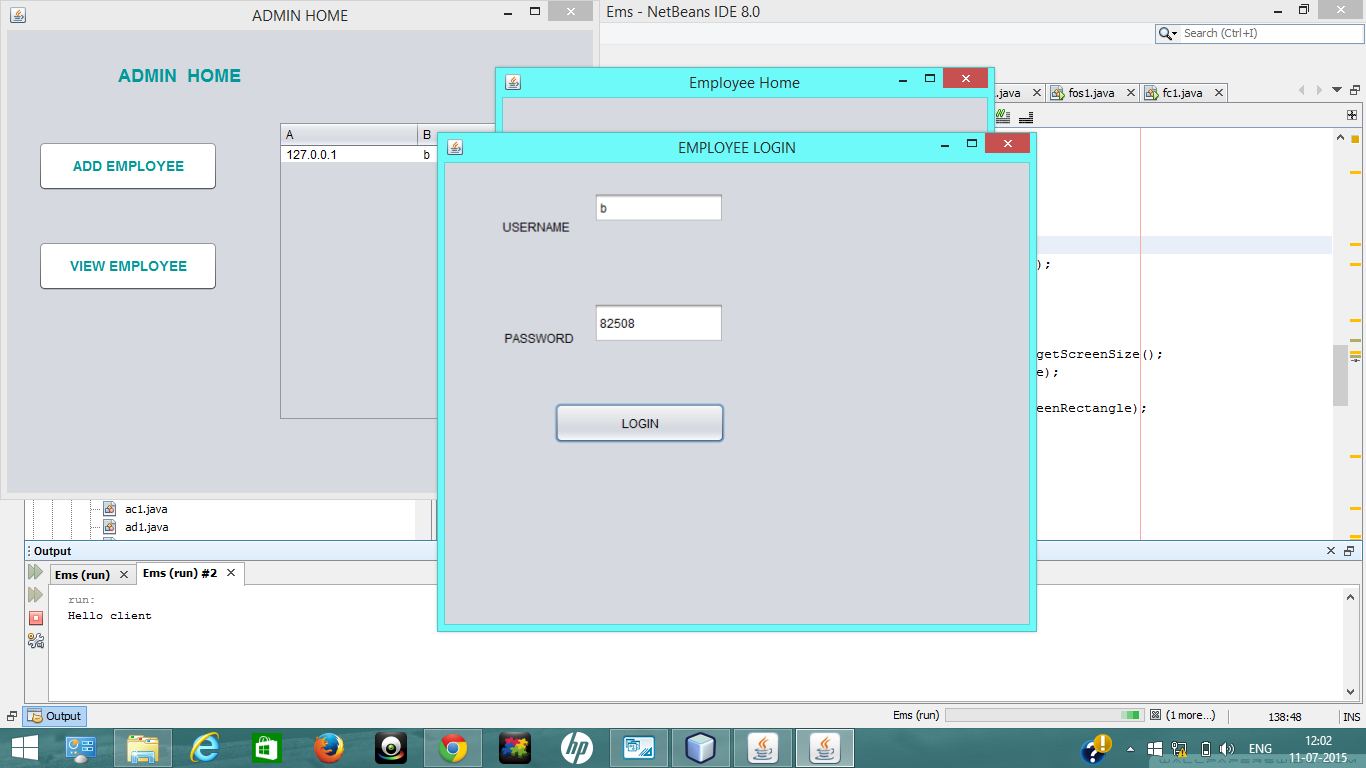 ADMIN HOME
Ems - NetBeans IDE 8.0
Search (Ctrl+I)
ADMIN HOME
Employee Home
.java
fos1.java
fc1.java
A B
127.0.0.1 b
ADD EMPLOYEE
VIEW EMPLOYEE
EMPLOYEE LOGIN
USERNAME
b
PASSWORD
82508
LOGIN
);
getScreenSize();
e);
eenRectangle);
ac1.java
ad1.java
Output
Ems (run)
Ems (run) #2
run:
Hello client
Output
Ems (run)
(1 more...)
138:48
INS
ENG
12:02
11-07-2015